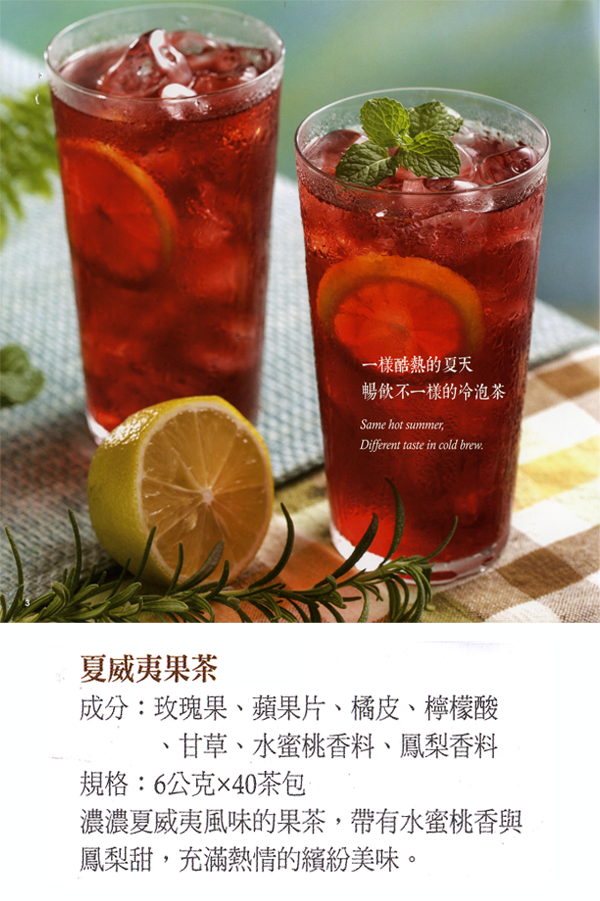 一樣酷熱的夏天
暢飲不一樣的冷泡茶
Same hot summer,
Different taste in cold brew.
3
夏威夷果茶
成分：玫瑰果、蘋果片、橘皮、檸檬酸
、甘草、水蜜桃香料、鳳梨香料
規格：6公克×40茶包
濃濃夏威夷風味的果茶，帶有水蜜桃香與
鳳梨甜，充滿熱情的繽紛美味。